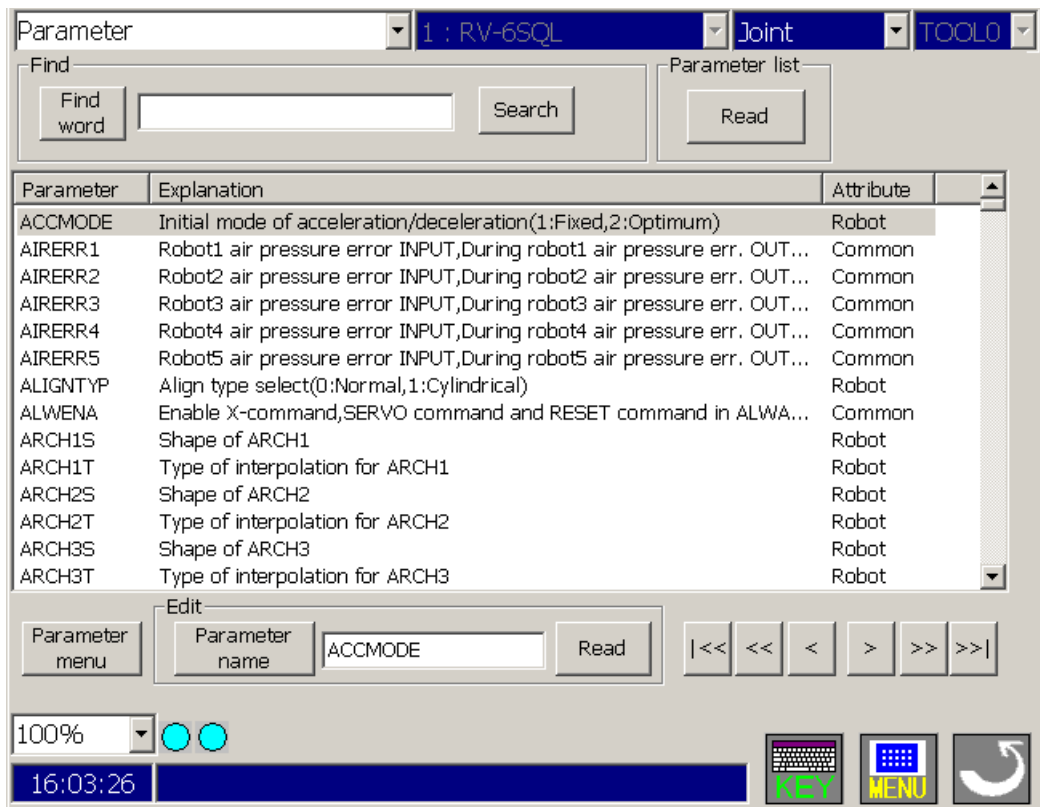 Parameter 1 : RV-6SQL Joint TOOL0
Find Parameter list
Find word Search Read
Parameter Explanation Attribute
ACCMODE Initial mode of acceleration/deceleration(1:Fixed,2:Optimum) Robot
AIRERR1 Robot1 air pressure error INPUT,During robot1 air pressure err. OUT... Common
AIRERR2 Robot2 air pressure error INPUT,During robot2 air pressure err. OUT... Common
AIRERR3 Robot3 air pressure error INPUT,During robot3 air pressure err. OUT... Common
AIRERR4 Robot4 air pressure error INPUT,During robot4 air pressure err. OUT... Common
AIRERR5 Robot5 air pressure error INPUT,During robot5 air pressure err. OUT... Common
ALIGNTYP Align type select(0:Normal,1:Cylindrical) Robot
ALWENA Enable X-command,SERVO command and RESET command in ALWA... Common
ARCH1S Shape of ARCH1 Robot
ARCH1T Type of interpolation for ARCH1 Robot
ARCH2S Shape of ARCH2 Robot
ARCH2T Type of interpolation for ARCH2 Robot
ARCH3S Shape of ARCH3 Robot
ARCH3T Type of interpolation for ARCH3 Robot
Edit
Parameter menu Parameter name ACCMODE Read |<< << < > >> >>|
100%
16:03:26 KEY MENU